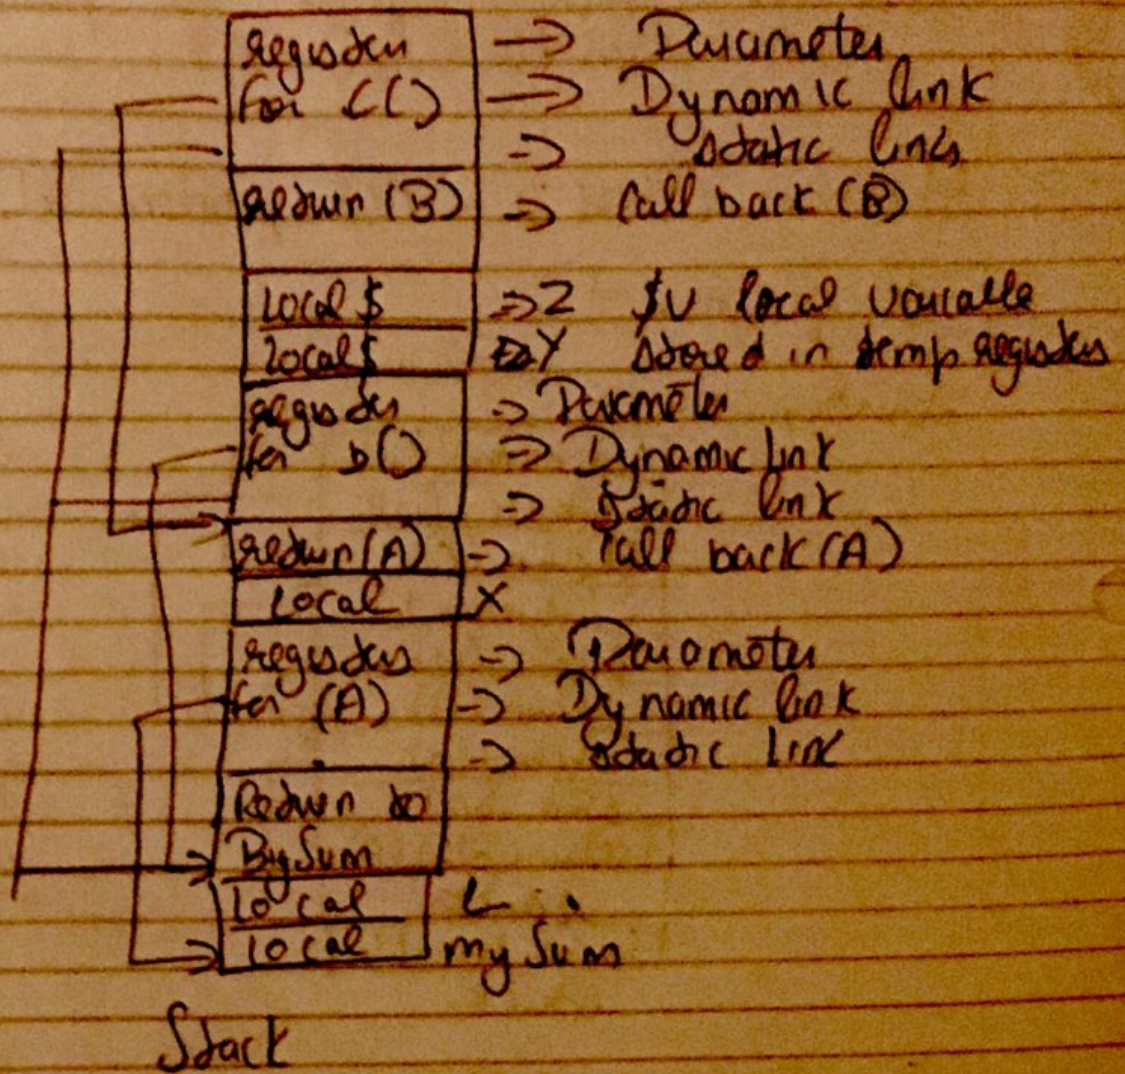 register → Parameter
for C() → Dynamic link
→ static links
return (B) → Call back (B)
Local $ → Z $v local variable
local $ → Y stored in temp registers
register → Parameter
for b() → Dynamic link
→ Static link
return (A) → Call back (A)
Local X
registers → Parameter
for (A) → Dynamic link
→ static link
Return to
BigSum
local L
local mySum
Stack